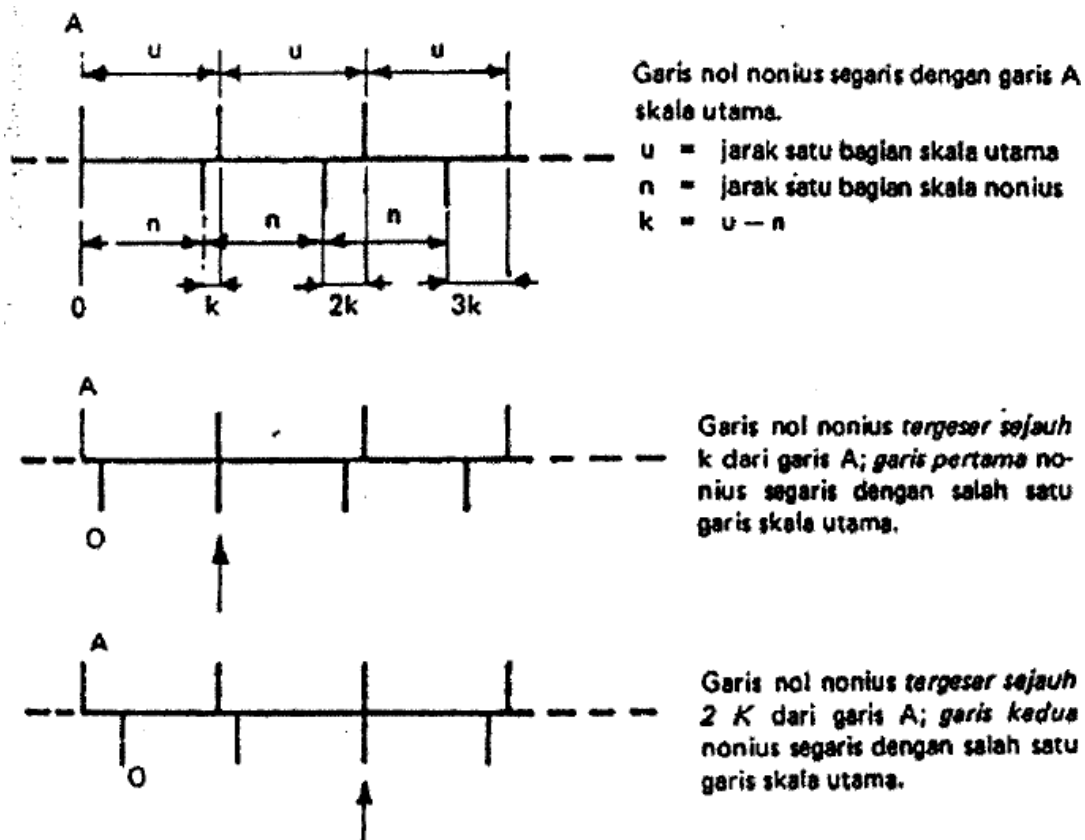 A
u u u
n n n
0 k 2k 3k
Garis nol nonius segaris dengan garis A
skala utama.
u = jarak satu bagian skala utama
n = jarak satu bagian skala nonius
k = u — n
A
O
Garis nol nonius tergeser sejauh
k dari garis A; garis pertama no-
nius segaris dengan salah satu
garis skala utama.
A
O
Garis nol nonius tergeser sejauh
2 K dari garis A; garis kedua
nonius segaris dengan salah satu
garis skala utama.